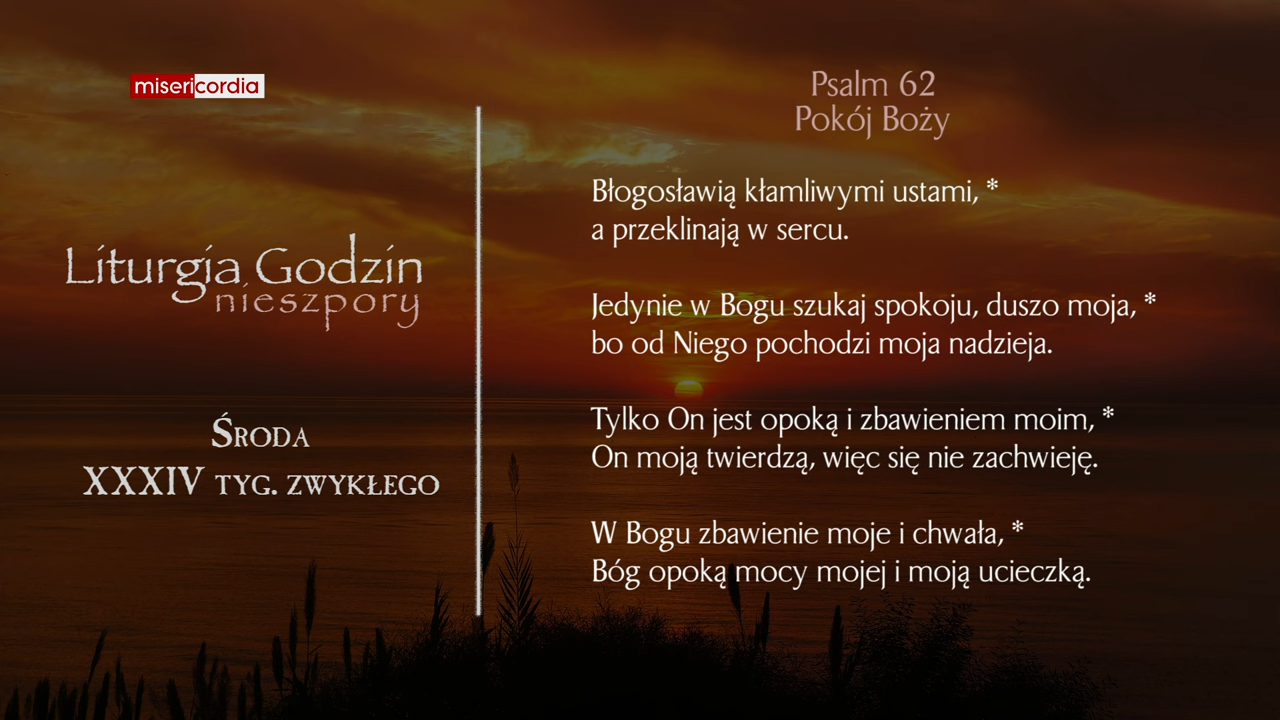 misericordia
Liturgia Godzin
nieszpory
Środa
XXXIV tyg. zwykłego
Psalm 62
Pokój Boży
Błogosławią kłamliwymi ustami, *
a przeklinają w sercu.
Jedynie w Bogu szukaj spokoju, duszo moja, *
bo od Niego pochodzi moja nadzieja.
Tylko On jest opoką i zbawieniem moim, *
On moją twierdzą, więc się nie zachwieję.
W Bogu zbawienie moje i chwała, *
Bóg opoką mocy mojej i moją ucieczką.